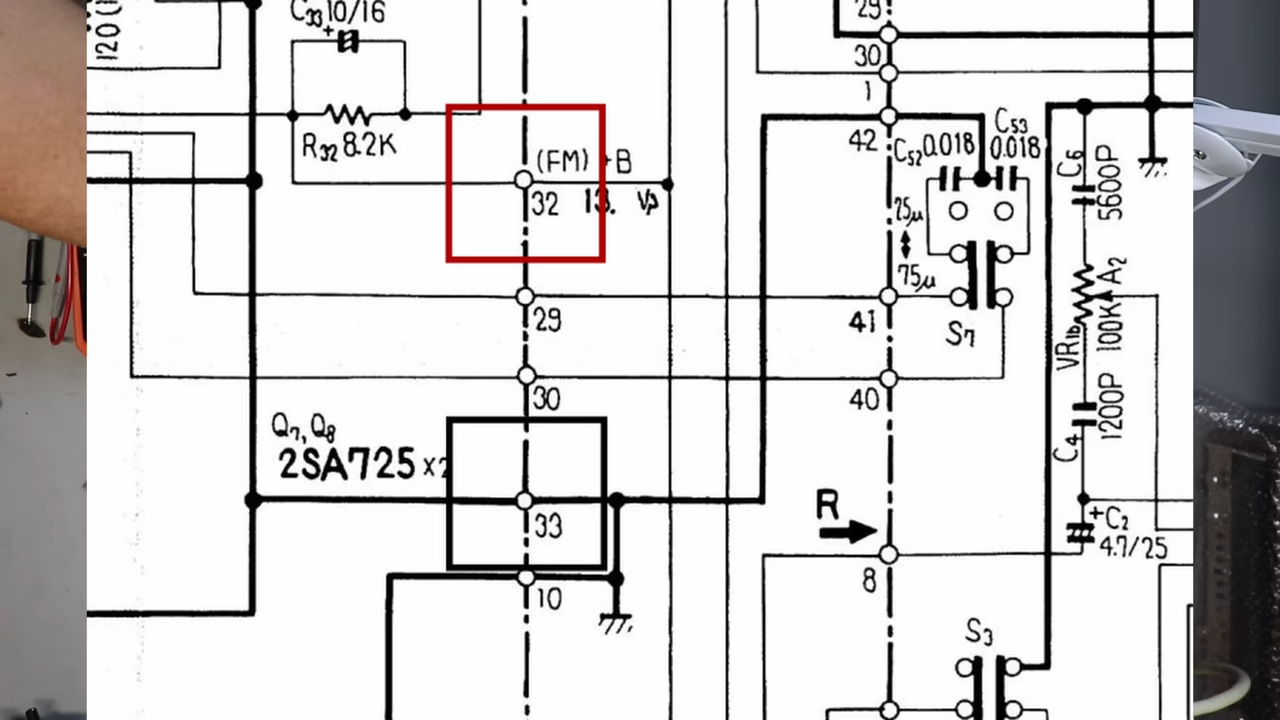 120 (1
C33 10/16
+
R32 8.2K
(FM) +B
32 13. Vp
29
30
Q7, Q8
2SA725 x2
33
10
29
30
1
42
C52 0.018
C53
0.018
25μ
75μ
41
S7
40
R
8
S3
C6
5600P
VR1b 100K A2
C4
1200P
+C2
4.7/25